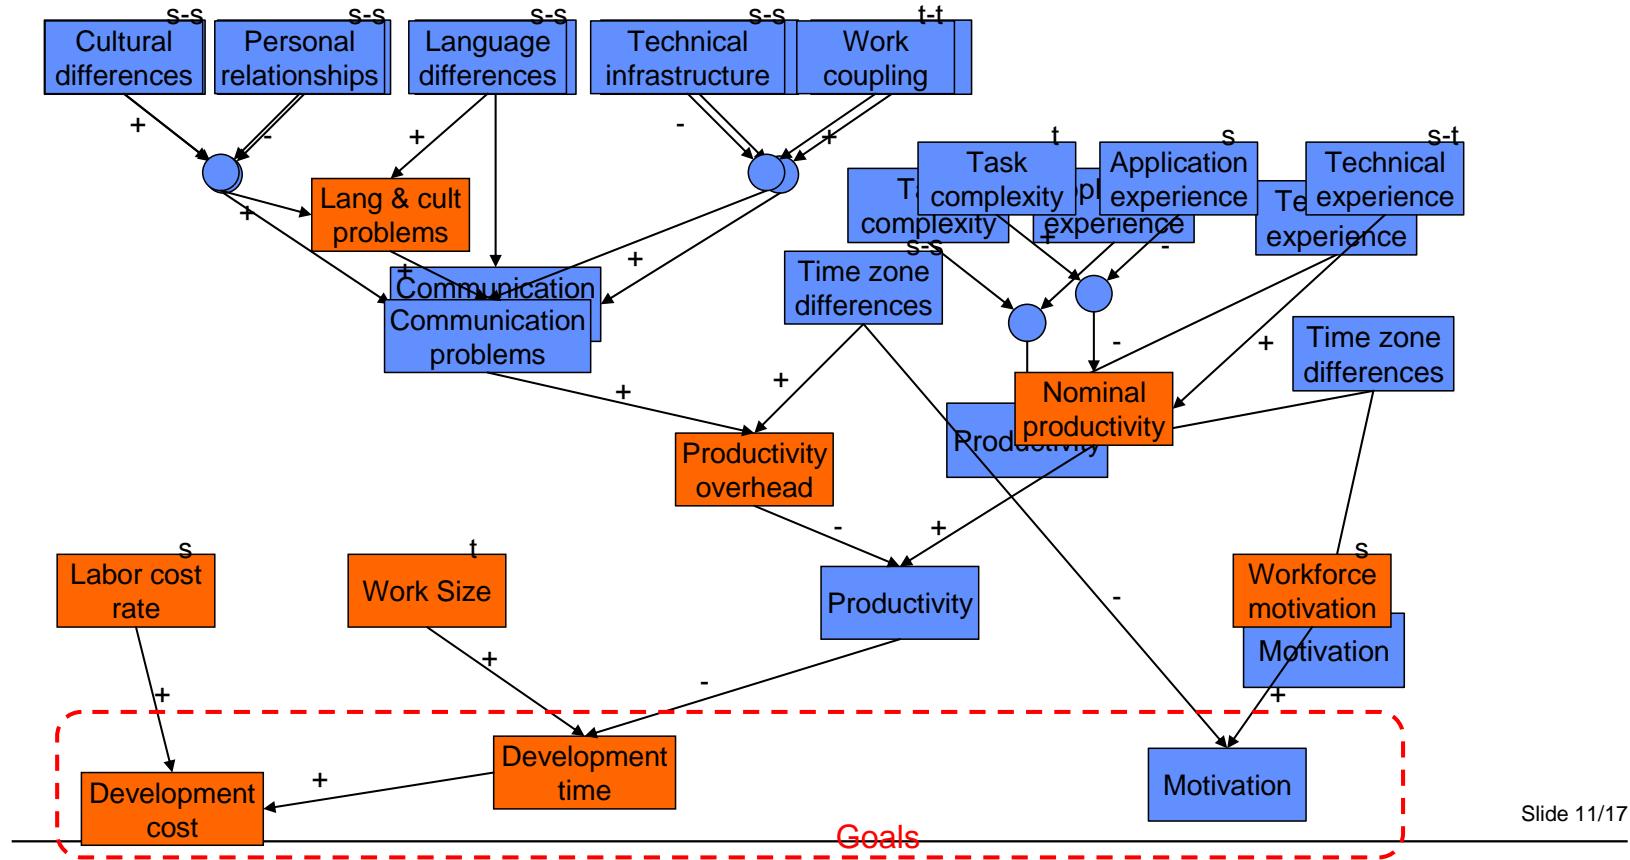 s-s
s-s
s-s
s-s
t-t
Cultural
differences
Personal
relationships
Language
differences
Technical
infrastructure
Work
coupling
+
-
+
-
+
t
s
s-t
Task
complexity
Application
experience
Technical
experience
complexity
experience
experience
+
Lang & cult
problems
+
Communication
Communication
problems
+
s-s
Time zone
differences
+
-
-
+
Time zone
differences
+
+
Nominal
productivity
Productivity
Productivity
overhead
-
+
s
Labor cost
rate
t
Work Size
Productivity
-
s
Workforce
motivation
Motivation
+
-
+
+
Development
time
Motivation
+
Development
cost
Goals
Slide 11/17